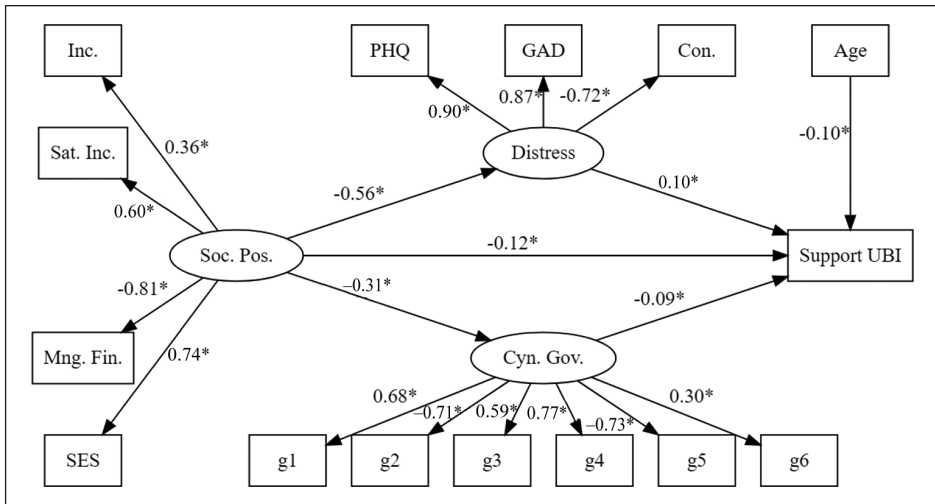 Inc.
PHQ
GAD
Con.
Age
0.90*
0.87*
-0.72*
-0.10*
0.36*
Sat. Inc.
Distress
0.60*
-0.56*
0.10*
Soc. Pos.
-0.12*
Support UBI
-0.81*
–0.31*
-0.09*
Mng. Fin.
0.74*
Cyn. Gov.
0.68*
–0.71*
0.59*
0.77*
–0.73*
0.30*
SES
g1
g2
g3
g4
g5
g6